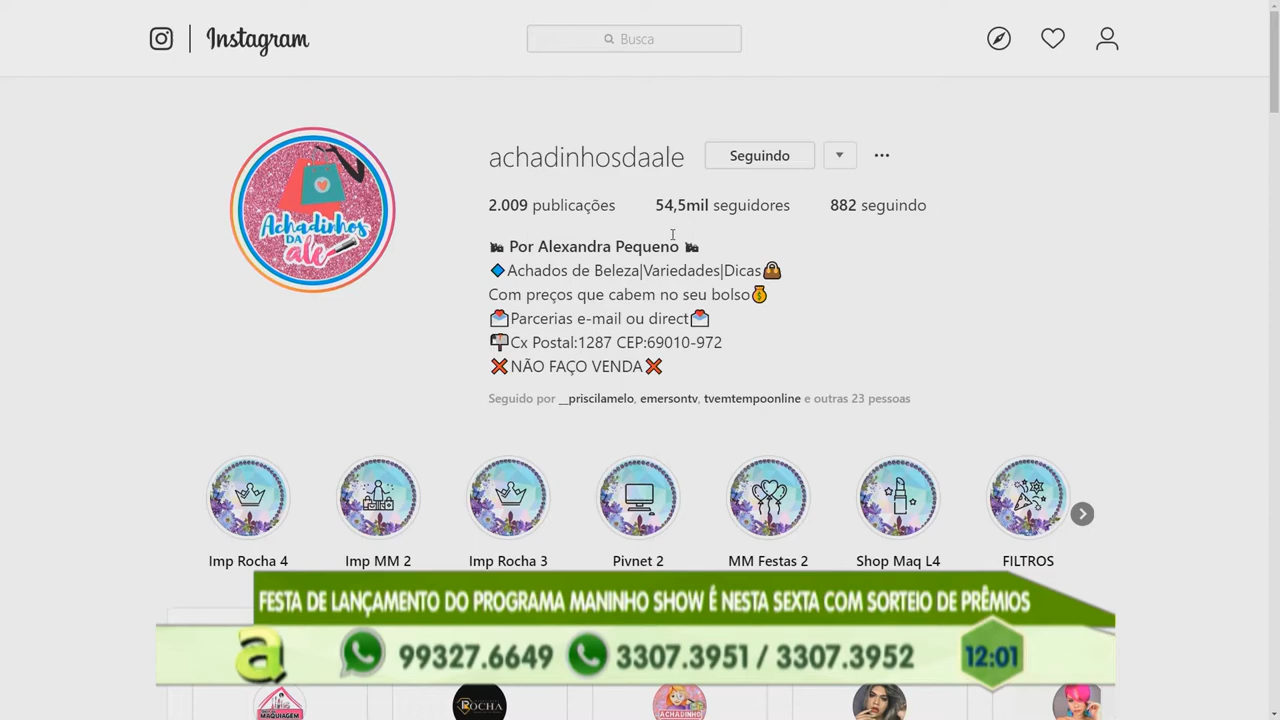 Instagram
Busca
achadinhosdaale
Seguindo
2.009 publicações
54,5mil seguidores
882 seguindo
Achadinhos
DA
ale
Por Alexandra Pequeno
Achados de Beleza|Variedades|Dicas
Com preços que cabem no seu bolso
Parcerias e-mail ou direct
Cx Postal:1287 CEP:69010-972
NÃO FAÇO VENDA
Seguido por __priscilamelo, emersontv, tvemtempoonline e outras 23 pessoas
Imp Rocha 4
Imp MM 2
Imp Rocha 3
Pivnet 2
MM Festas 2
Shop Maq L4
FILTROS
FESTA DE LANÇAMENTO DO PROGRAMA MANINHO SHOW É NESTA SEXTA COM SORTEIO DE PRÊMIOS
a
99327.6649
3307.3951 / 3307.3952
12:01
MAQUIAGEM
ROCHA
ACHADINHO